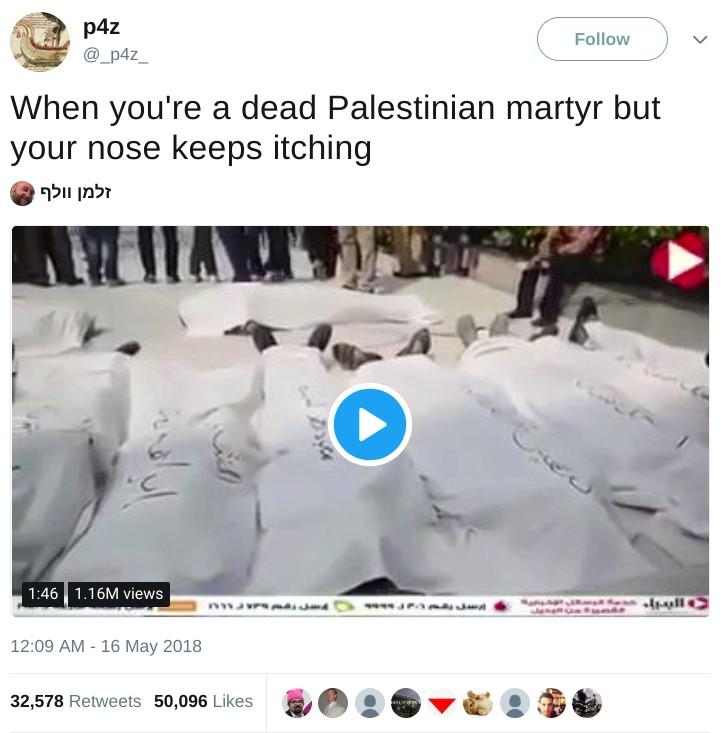 p4z
@_p4z_
Follow
When you're a dead Palestinian martyr but
your nose keeps itching
זלמן וולף
1:46 1.16M views
12:09 AM - 16 May 2018
32,578 Retweets 50,096 Likes